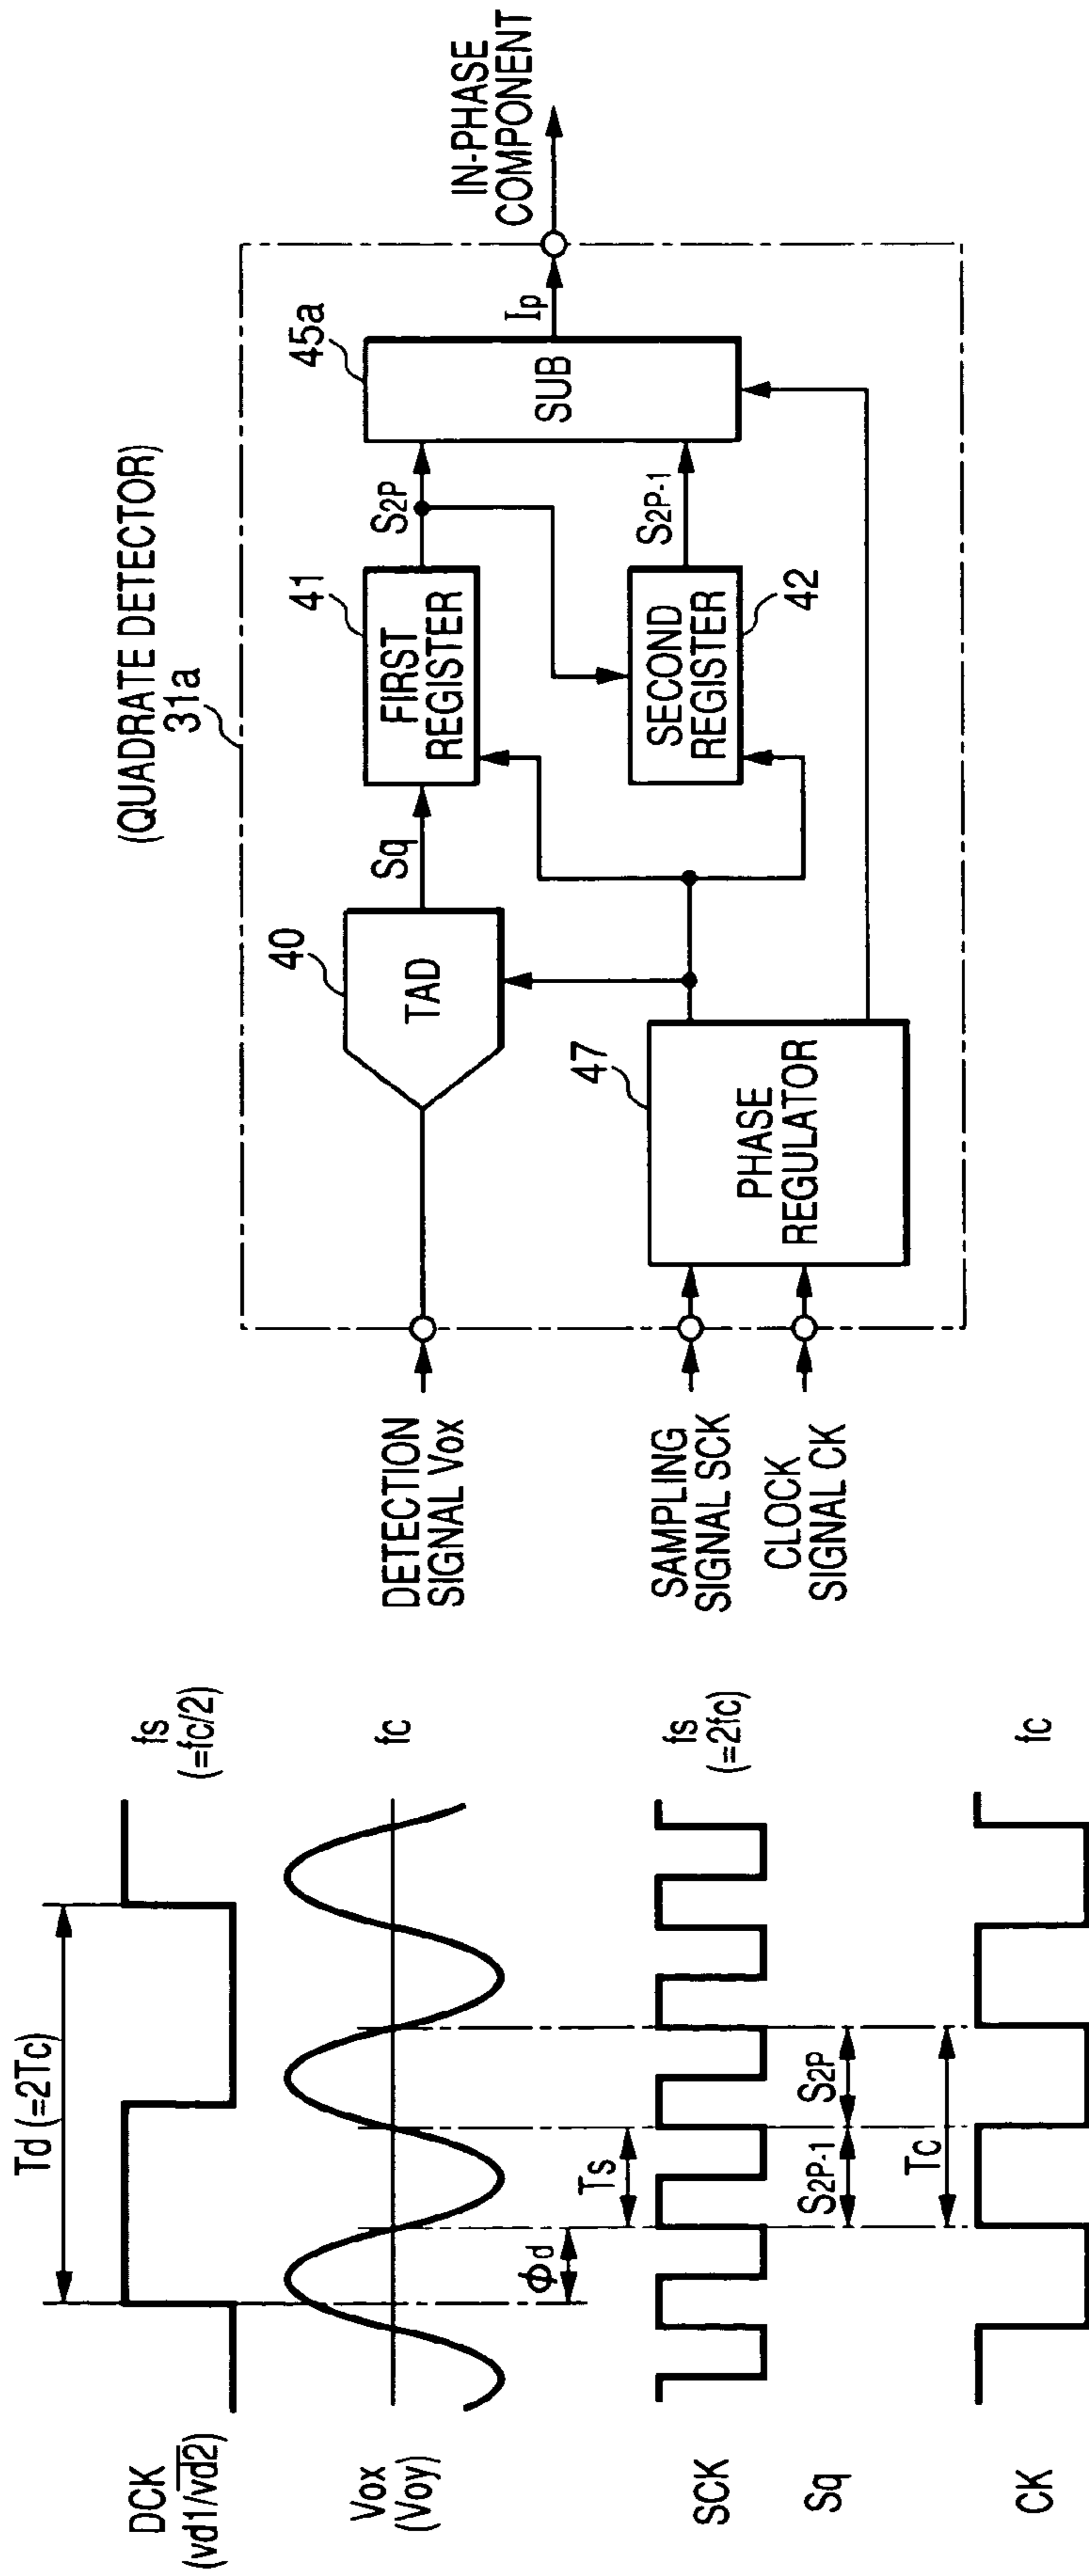 DCK
(vd1/vd2)
Td (=2Tc)
fs
(=fc/2)
Vox
(Voy)
fc
Φd
Ts
SCK
fs
(=2fc)
Sq
S2P-1
S2P
Tc
CK
fc
(QUADRATE DETECTOR)
31a
DETECTION
SIGNAL Vox
40
TAD
Sq
41
FIRST
REGISTER
S2P
45a
SUB
Ip
IN-PHASE
COMPONENT
SAMPLING
SIGNAL SCK
CLOCK
SIGNAL CK
47
PHASE
REGULATOR
SECOND
REGISTER
42
S2P-1